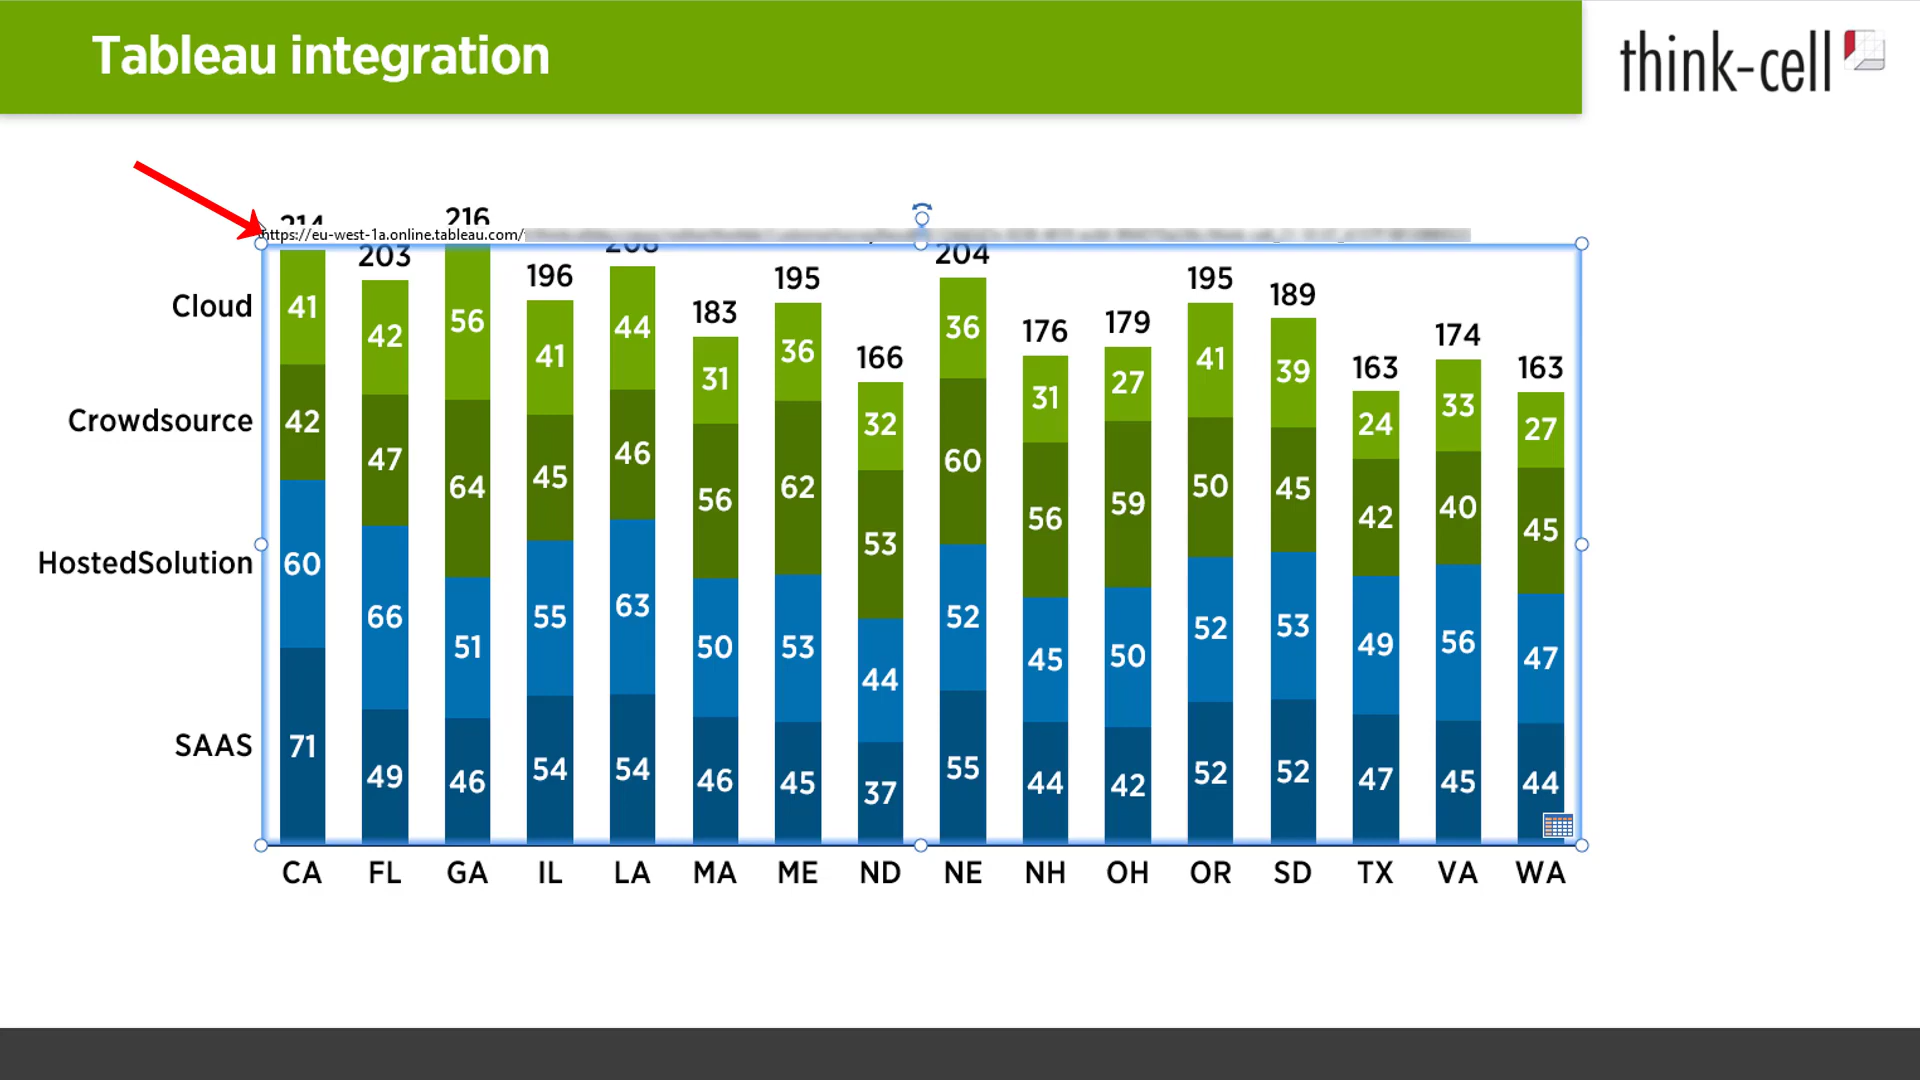 Tableau integration
think-cell
214 203 216 196 208 183 195 166 204 176 179 195 189 163 174 163
https://eu-west-1a.online.tableau.com/
Cloud 41 42 56 41 44 31 36 32 36 31 27 41 39 24 33 27
Crowdsource 42 47 64 45 46 56 62 53 60 56 59 50 45 42 40 45
HostedSolution 60 66 51 55 63 50 53 44 52 45 50 52 53 49 56 47
SAAS 71 49 46 54 54 46 45 37 55 44 42 52 52 47 45 44
CA FL GA IL LA MA ME ND NE NH OH OR SD TX VA WA